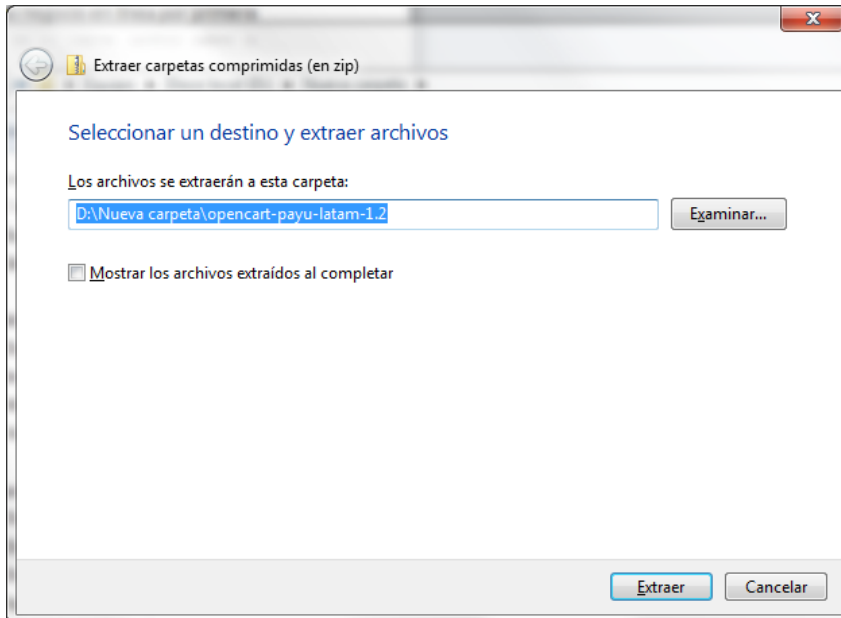 Extraer carpetas comprimidas (en zip)
Seleccionar un destino y extraer archivos
Los archivos se extraerán a esta carpeta:
D:\Nueva carpeta\opencart-payu-latam-1.2
Examinar...
Mostrar los archivos extraídos al completar
Extraer
Cancelar